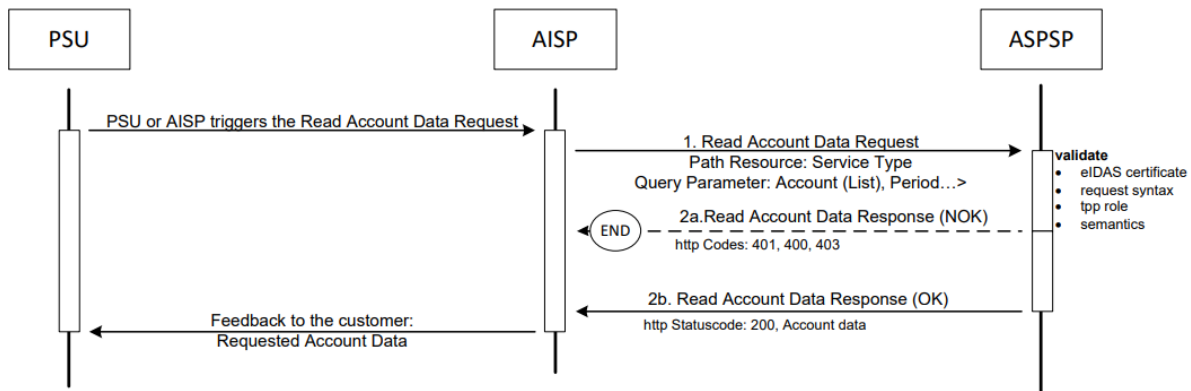 PSU
AISP
ASPSP
PSU or AISP triggers the Read Account Data Request
1. Read Account Data Request
Path Resource: Service Type
Query Parameter: Account (List), Period...>
validate
• eIDAS certificate
• request syntax
• tpp role
• semantics
END
2a.Read Account Data Response (NOK)
http Codes: 401, 400, 403
2b. Read Account Data Response (OK)
http Statuscode: 200, Account data
Feedback to the customer:
Requested Account Data